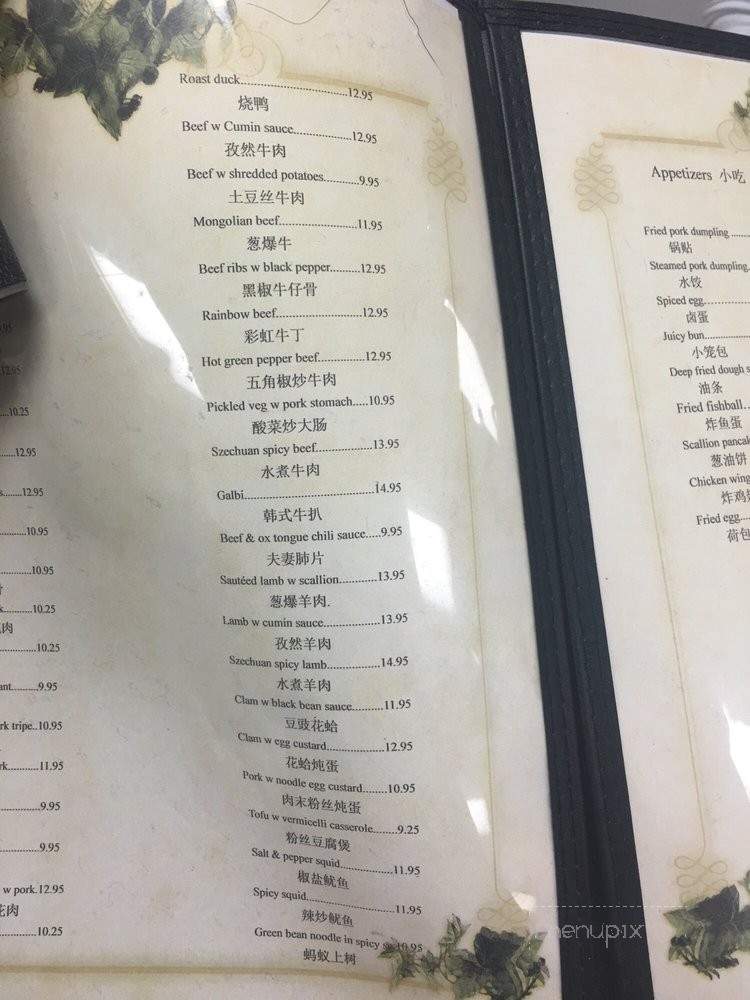 Roast duck...............................12.95
烧鸭
Beef w Cumin sauce.................12.95
孜然牛肉
Beef w shredded potatoes...........9.95
土豆丝牛肉
Mongolian beef.......................11.95
葱爆牛
Beef ribs w black pepper.........12.95
黑椒牛仔骨
Rainbow beef..........................12.95
彩虹牛丁
Hot green pepper beef..............12.95
五角椒炒牛肉
Pickled veg w pork stomach.....10.95
酸菜炒大肠
Szechuan spicy beef.................13.95
水煮牛肉
Galbi.......................................14.95
韩式牛扒
Beef & ox tongue chili sauce.....9.95
夫妻肺片
Sautéed lamb w scallion............13.95
葱爆羊肉.
Lamb w cumin sauce.................13.95
孜然羊肉
Szechuan spicy lamb................14.95
水煮羊肉
Clam w black bean sauce..........11.95
豆豉花蛤
Clam w egg custard..................12.95
花蛤炖蛋
Pork w noodle egg custard........10.95
肉末粉丝炖蛋
Tofu w vermicelli casserole........9.25
粉丝豆腐煲
Salt & pepper squid.................11.95
椒盐鱿鱼
Spicy squid.............................11.95
辣炒鱿鱼
Green bean noodle in spicy 10.95
蚂蚁上树
....10.25
....12.95
s.......12.95
.......10.95
.......10.95
k.........10.25
肉
.........10.25
ant.........9.95
rk tripe..10.95
rk.........11.95
.........9.95
.........9.95
w pork.12.95
花肉
.........10.25
Appetizers 小吃
Fried pork dumpling ......
锅贴
Steamed pork dumpling..
水饺
Spiced egg............
卤蛋
Juicy bun.............
小笼包
Deep fried dough s
油条
Fried fishball..
炸鱼蛋
Scallion pancak
葱油饼
Chicken wing
炸鸡
Fried egg....
荷包
menupix